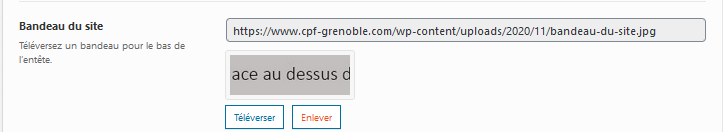 Bandeau du site
https://www.cpf-grenoble.com/wp-content/uploads/2020/11/bandeau-du-site.jpg
Téléversez un bandeau pour le bas de
l'entête.
ace au dessus d
Téléverser Enlever